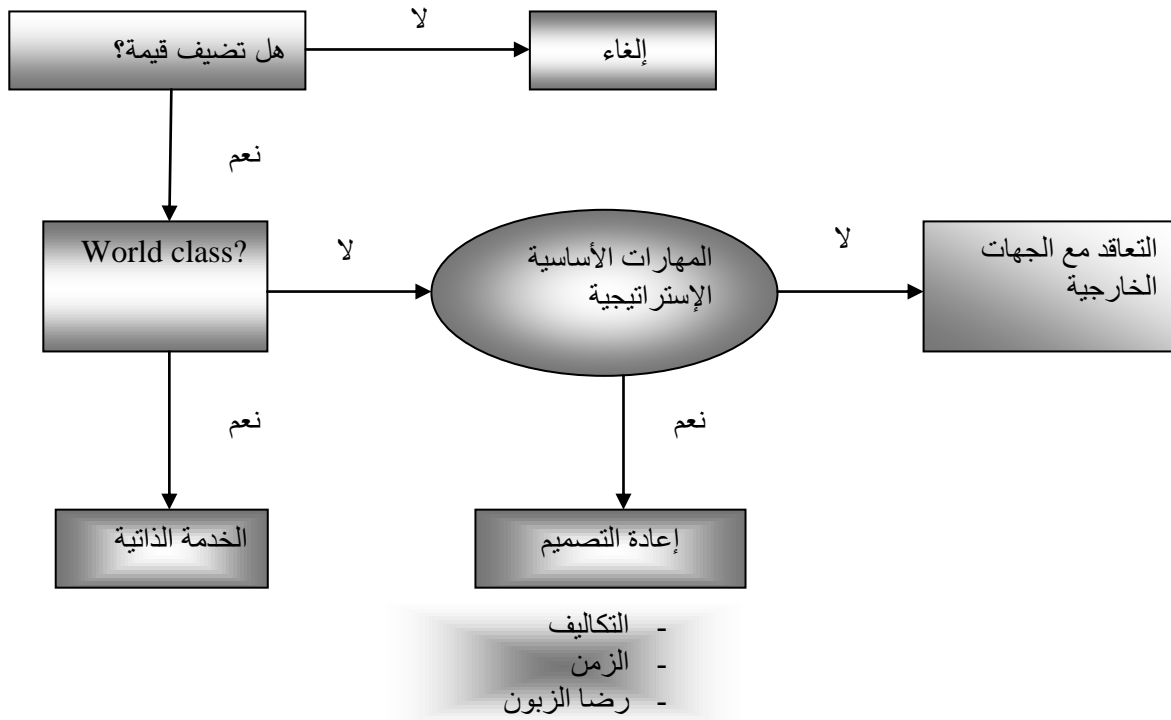 هل تضيف قيمة؟
لا
إلغاء
نعم
World class?
لا
المهارات الأساسية
الإستراتيجية
لا
التعاقد مع الجهات
الخارجية
نعم
نعم
الخدمة الذاتية
إعادة التصميم
- التكاليف
- الزمن
- رضا الزبون